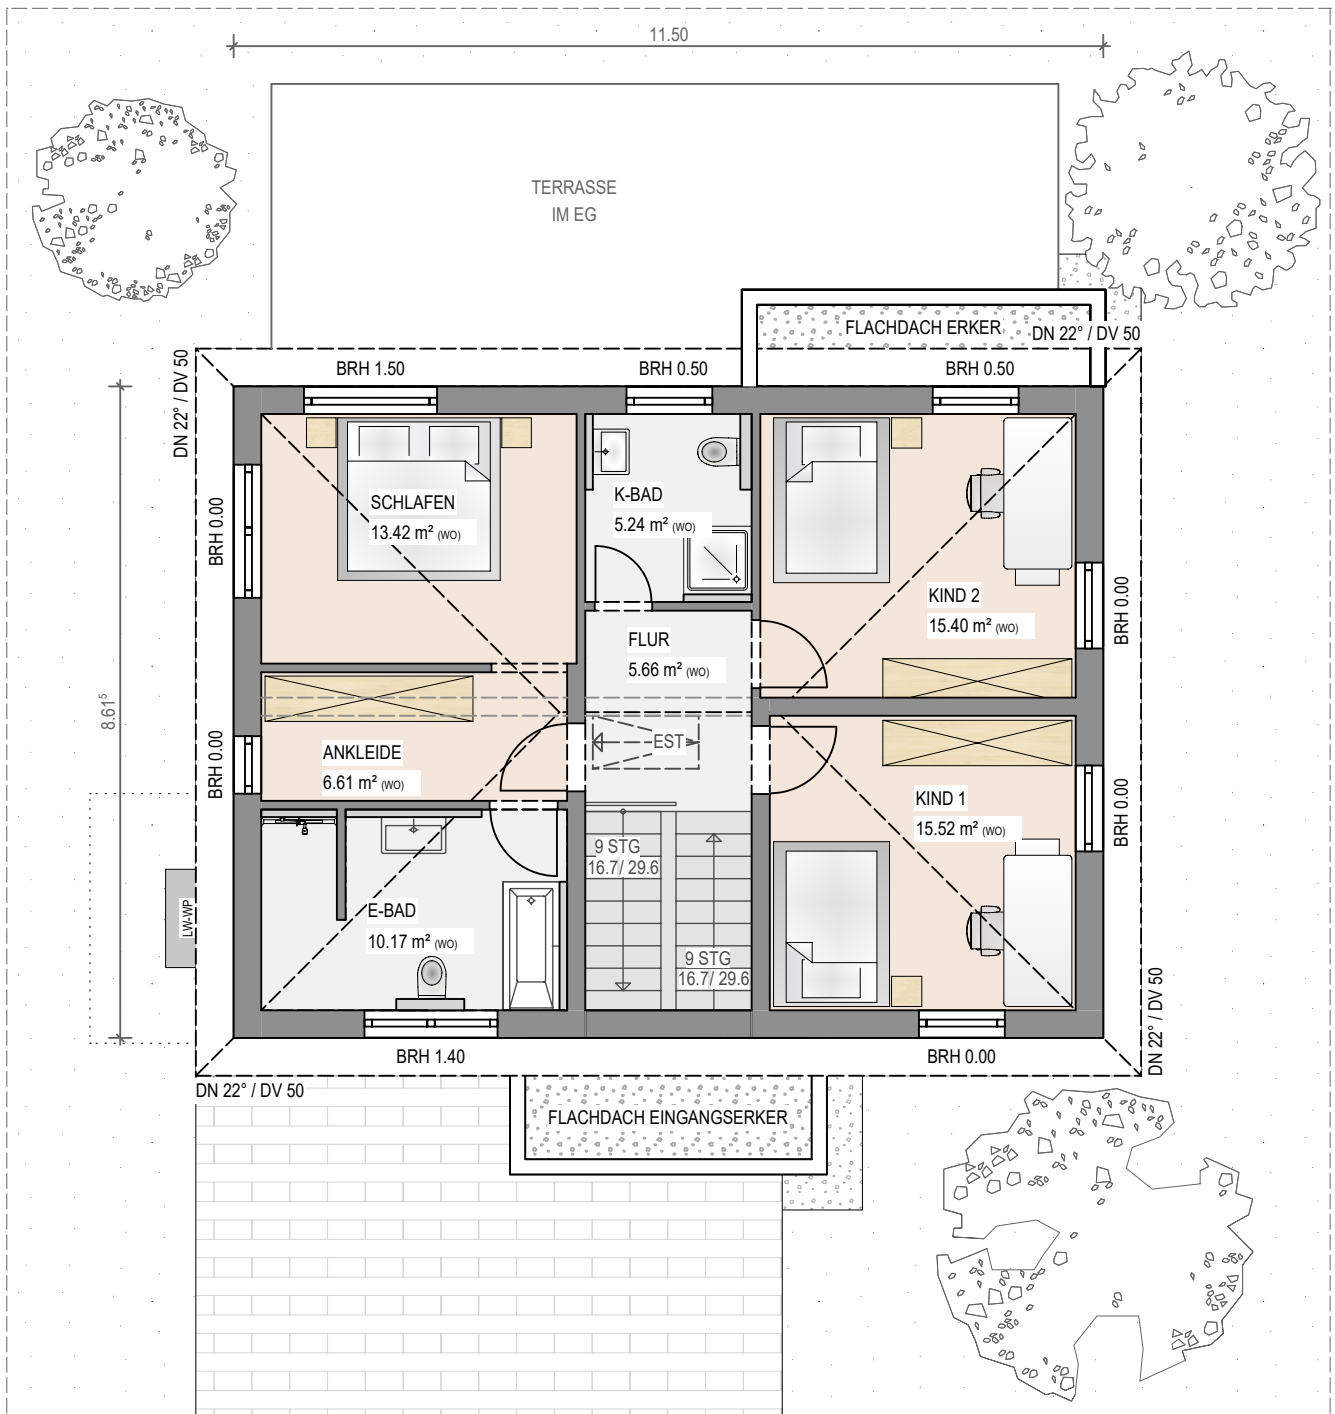 11.50
TERRASSE
IM EG
FLACHDACH ERKER
DN 22° / DV 50
DN 22° / DV 50
BRH 1.50
BRH 0.50
BRH 0.50
SCHLAFEN
13.42 m² (WO)
K-BAD
5.24 m² (WO)
BRH 0.00
KIND 2
15.40 m² (WO)
BRH 0.00
FLUR
5.66 m² (WO)
8.61⁵
EST
ANKLEIDE
6.61 m² (WO)
BRH 0.00
KIND 1
15.52 m² (WO)
BRH 0.00
9 STG
16.7/ 29.6
E-BAD
10.17 m² (WO)
LW-WP
9 STG
16.7/ 29.6
BRH 1.40
BRH 0.00
DN 22° / DV 50
DN 22° / DV 50
FLACHDACH EINGANGSERKER